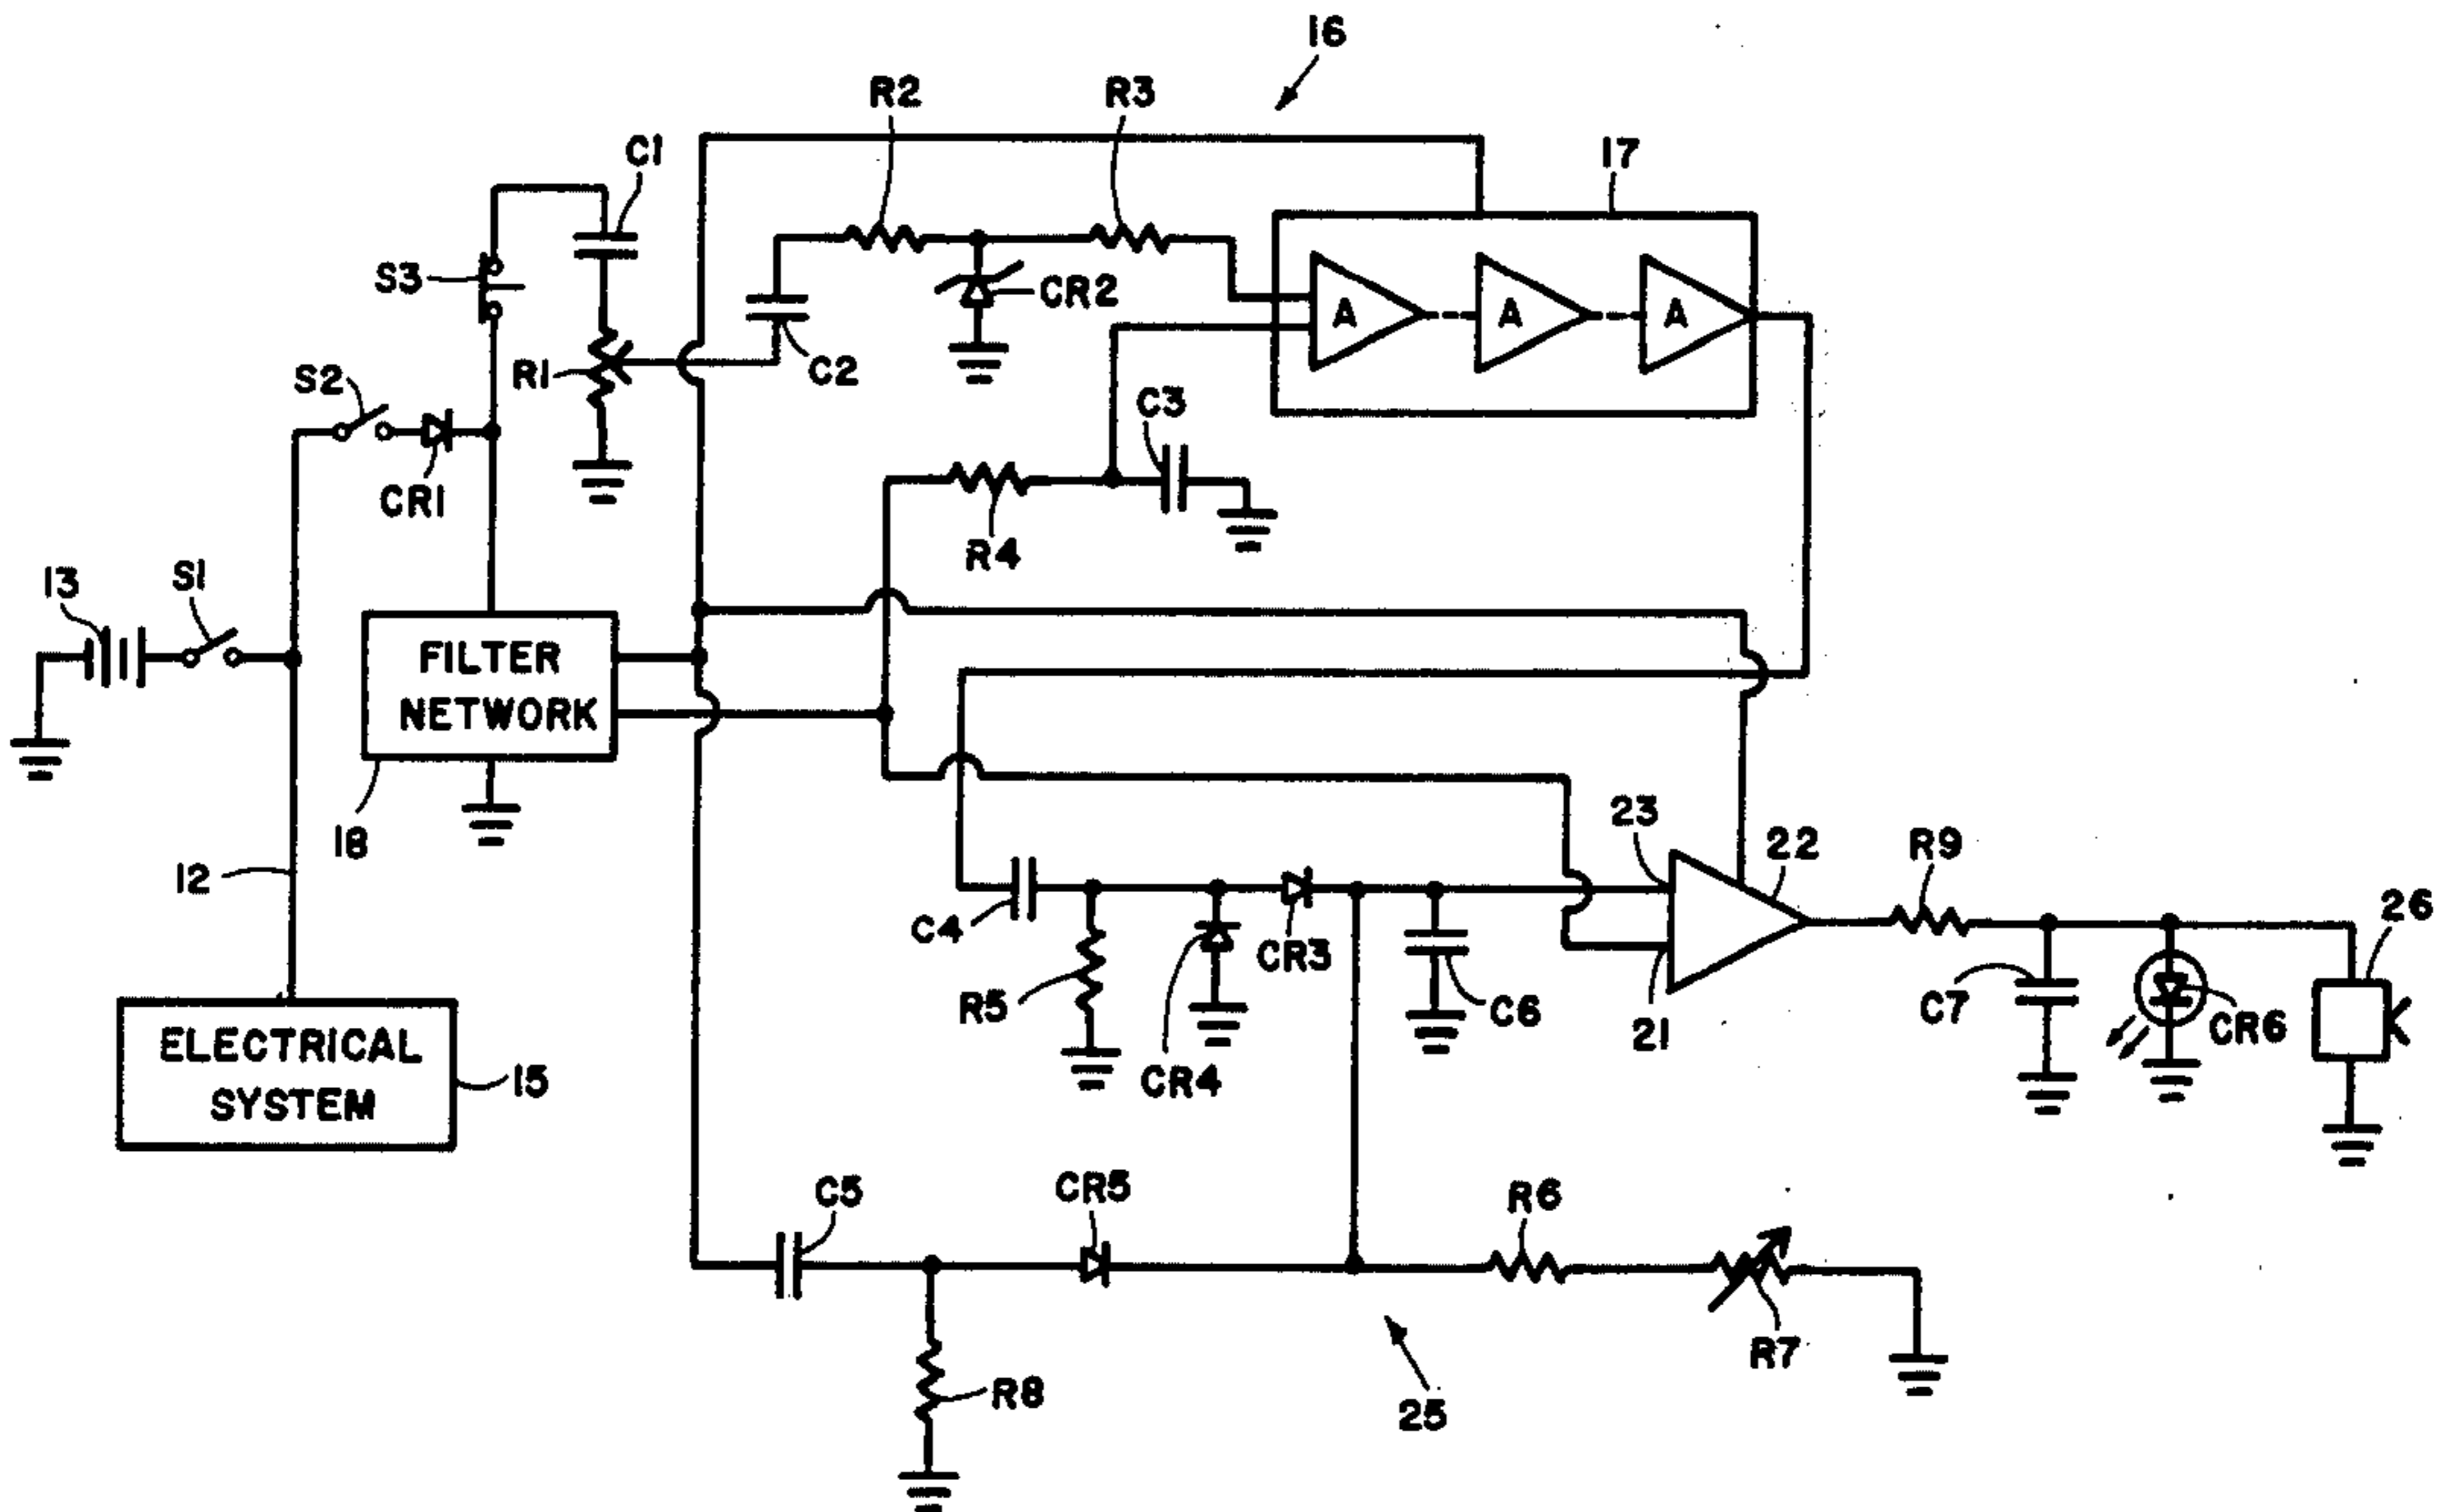 16
R2
R3
C1
17
S3
A
A
A
CR2
S2
R1
C2
C3
CR1
R4
13
S1
FILTER
NETWORK
18
23
22
R9
12
26
C4
CR3
R5
C6
C7
CR6
K
21
ELECTRICAL
SYSTEM
15
CR4
C5
CR5
R6
R7
R8
25